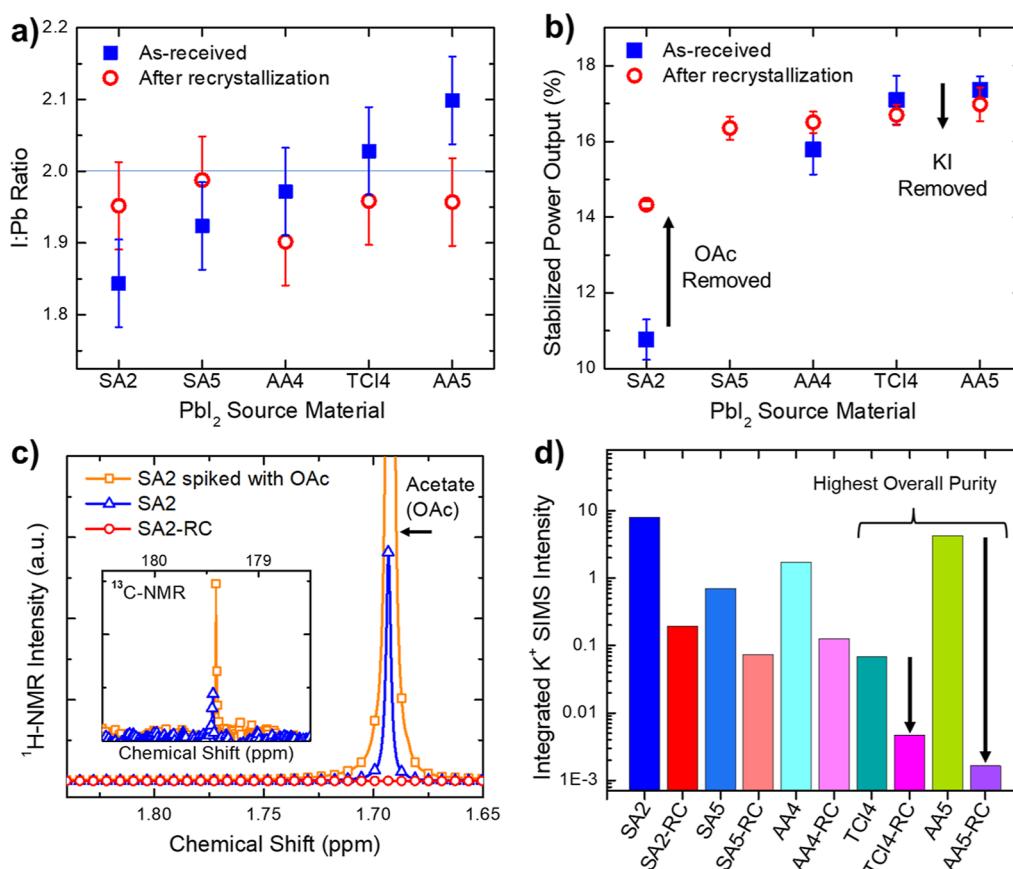 a)
2.2
2.1
2.0
1.9
1.8
I:Pb Ratio
As-received
After recrystallization
SA2 SA5 AA4 TCI4 AA5
PbI₂ Source Material
b)
18
16
14
12
10
Stabilized Power Output (%)
As-received
After recrystallization
OAc
Removed
KI
Removed
SA2 SA5 AA4 TCI4 AA5
PbI₂ Source Material
c)
¹H-NMR Intensity (a.u.)
SA2 spiked with OAc
SA2
SA2-RC
Acetate
(OAc)
180 179
¹³C-NMR
Chemical Shift (ppm)
1.80 1.75 1.70 1.65
Chemical Shift (ppm)
d)
Integrated K⁺ SIMS Intensity
10
1
0.1
0.01
1E-3
Highest Overall Purity
SA2
SA2-RC
SA5
SA5-RC
AA4
AA4-RC
TCI4
TCI4-RC
AA5
AA5-RC